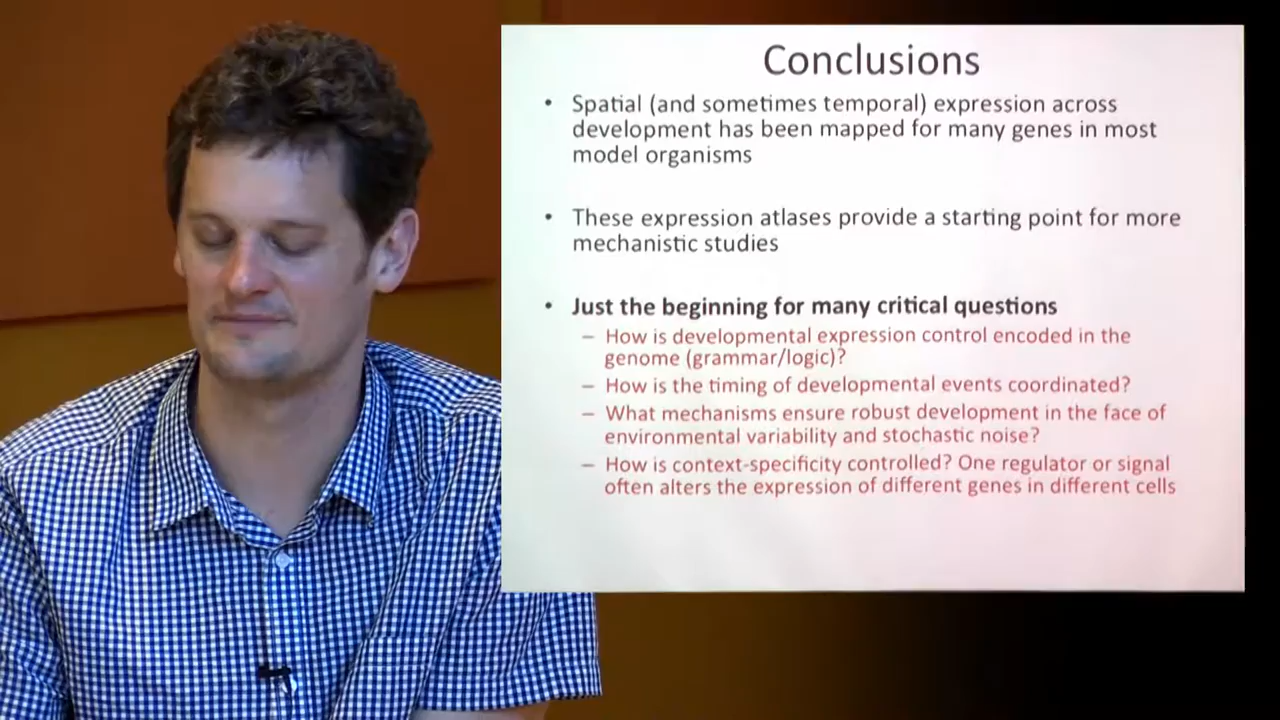 Conclusions
• Spatial (and sometimes temporal) expression across
development has been mapped for many genes in most
model organisms
• These expression atlases provide a starting point for more
mechanistic studies
• Just the beginning for many critical questions
– How is developmental expression control encoded in the
genome (grammar/logic)?
– How is the timing of developmental events coordinated?
– What mechanisms ensure robust development in the face of
environmental variability and stochastic noise?
– How is context-specificity controlled? One regulator or signal
often alters the expression of different genes in different cells